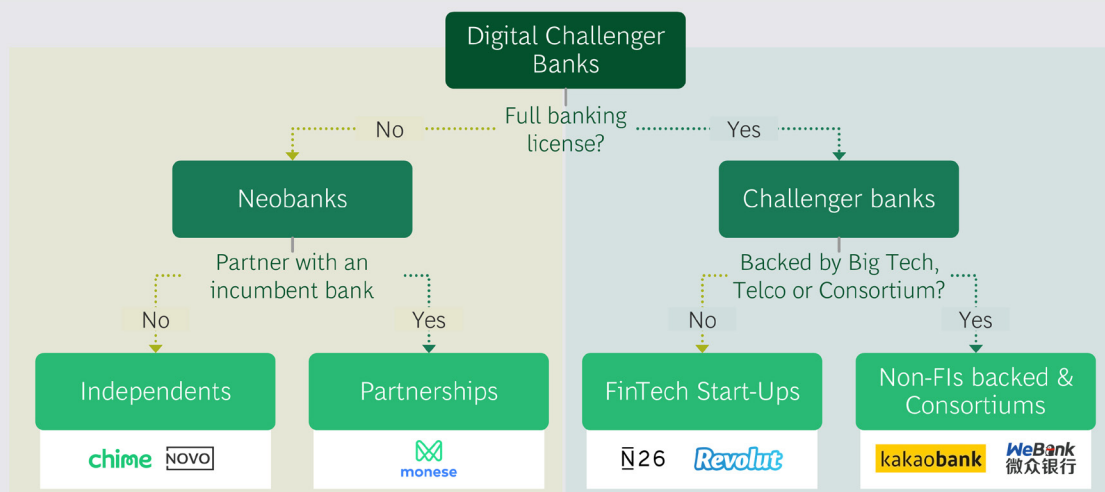 Digital Challenger
Banks
Full banking
license?
No
Yes
Neobanks
Challenger banks
Partner with an
incumbent bank
Backed by Big Tech,
Telco or Consortium?
No
Yes
No
Yes
Independents
Partnerships
FinTech Start-Ups
Non-FIs backed &
Consortiums
chime
NOVO
monese
N26
Revolut
kakaobank
WeBank
微众银行